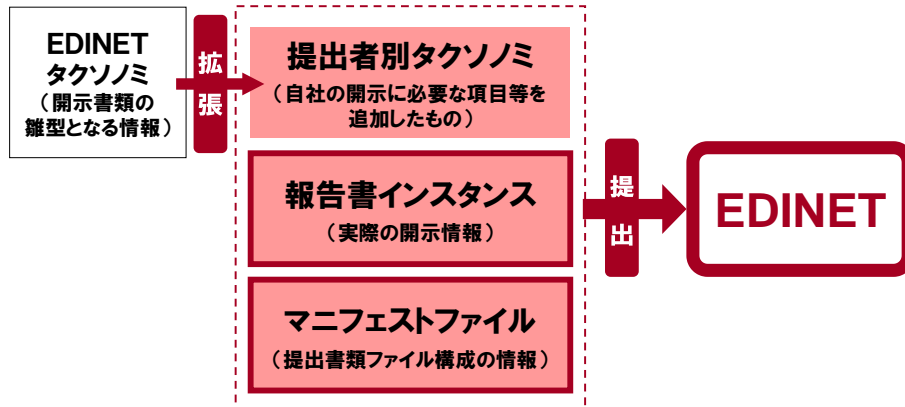 EDINET
タクソノミ
（開示書類の
雛型となる情報）
拡張
提出者別タクソノミ
（自社の開示に必要な項目等を
追加したもの）
報告書インスタンス
（実際の開示情報）
マニフェストファイル
（提出書類ファイル構成の情報）
提出
EDINET